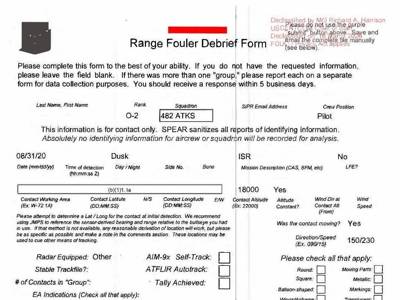 Declassified by MG Richard A. Harrison
Please do not use the purple
"submit" button above. Save and
email the complete file manually
(see below).
Range Fouler Debrief Form
Please complete this form to the best of your ability. If you do not have the requested information,
please leave the field blank. If there was more than one "group," please report each on a separate
form for data collection purposes. You should receive a response within 5 business days.
Last Name, First Name Rank Squadron SIPR Email Address Crew Position
O-2 482 ATKS Pilot
This information is for contact only. SPEAR sanitizes all reports of identifying information.
Absolutely no identifying information for aircrew or squadron will be recorded for analysis.
08/31/20 Dusk ISR No
Date (mm/dd/yy) Time of detection Day / Night Side No. Buno Mission Description (CAS, BFM, etc) LFE?
(hh:mm:ss Z)
(b)(1)1.4a 18000 Yes
Contact Working Area Contact Latitude N/S Contact Longitude E/W Contact Altitude Altitude Wind Dir at Wind
(Ex. W-72 1A) (DD:MM:SS) (DD:MM:SS) (Ex: 22000) Constant? Contact Alt Speed
Please attempt to determine a Lat / Long for the contact at initial detection. We recommend
using JMPS to reference the sensor-derived bearing and range relative to the bullseye you had
in use. If that method is not available, any reasonable derivation of location will work, but please
be as specific as possible and make a note in the comments section. These locations may be
used to cue other means of tracking.
Was the contact moving? Yes
Direction/Speed 150/230
(Ex. 090/15)
Radar Equipped: Other AIM-9x Self-Track:
Please check all that apply:
Stable Trackfile?: ATFLIR Autotrack:
Round: Moving Parts:
Square: Metallic:
# of Contacts in "Group": Tally Achieved:
Balloon-shaped: Markings:
EA Indications (Check all that apply):